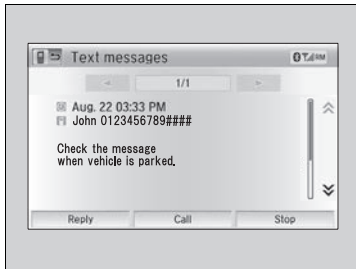 Text messages
1/1
Aug. 22 03:33 PM
John 0123456789####
Check the message
when vehicle is parked.
Reply Call Stop